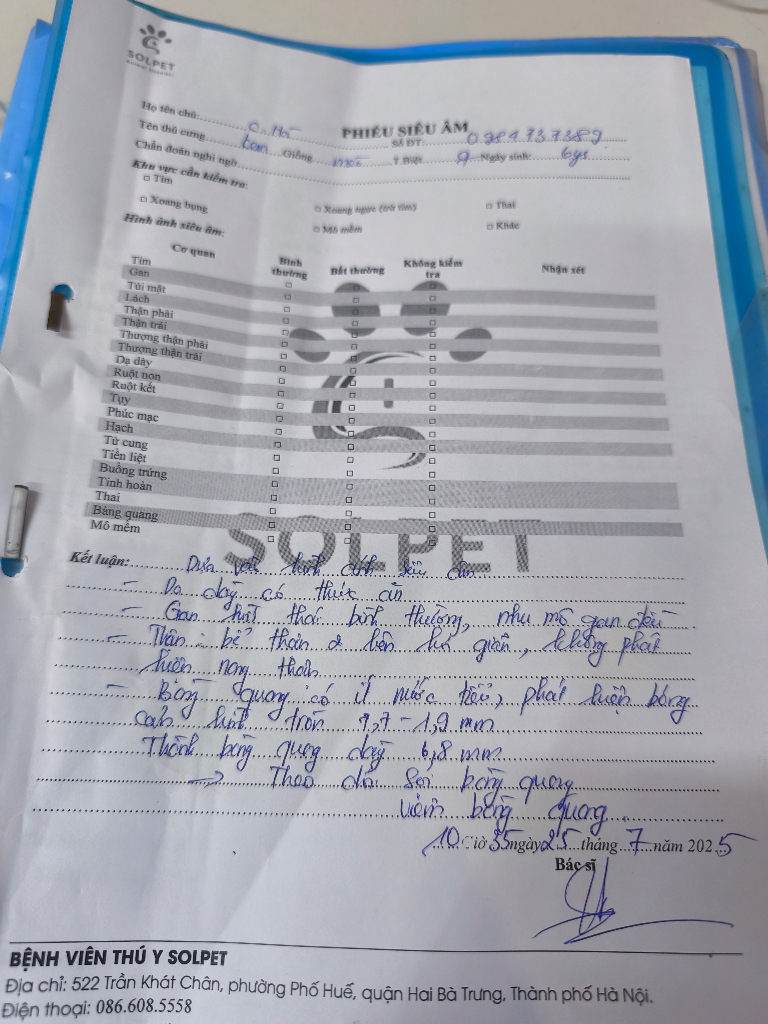 SOLPET
PHIẾU SIÊU ÂM
Họ tên chủ: C. Hà Số ĐT: 0981737389
Tên thú cưng: Lem Giống: T.Biệt: Ngày sinh: 6ys
Chẩn đoán nghi ngờ
Khu vực cần kiểm tra:
□ Tim
□ Xoang bụng □ Xoang ngực (trừ tim) □ Thai
□ Mô mềm □ Khác
Hình ảnh siêu âm:
Cơ quan Bình thường Bất thường Không kiểm tra Nhận xét
Tim □ □ □
Gan □ □ □
Túi mật □ □ □
Lách □ □ □
Thận phải □ □ □
Thận trái □ □ □
Thượng thận phải □ □ □
Thượng thận trái □ □ □
Dạ dày □ □ □
Ruột non □ □ □
Ruột kết □ □ □
Tụy □ □ □
Phúc mạc □ □ □
Hạch □ □ □
Tử cung □ □ □
Tiền liệt □ □ □
Buồng trứng □ □ □
Tinh hoàn □ □ □
Thai □ □ □
Bàng quang □ □ □
Mô mềm □ □ □
SOLPET
Kết luận: Dựa vào hình ảnh siêu âm
- Dạ dày có thức ăn
- Gan hình thái bình thường, nhu mô gan đều
- Thận: bể thận 2 bên giãn, không phát
hiện trong thận
- Bàng quang có ít nước tiểu, phát hiện bóng
cản hình tròn 1,7 - 1,9 mm
Thành bàng quang dày 6,8 mm
→ Theo dõi Sỏi bàng quang
Viêm bàng quang
10 Giờ 35 ngày 25 tháng 7 năm 2025
Bác sĩ
BỆNH VIÊN THÚ Y SOLPET
Địa chỉ: 522 Trần Khát Chân, phường Phố Huế, quận Hai Bà Trưng, Thành phố Hà Nội.
Điện thoại: 086.608.5558